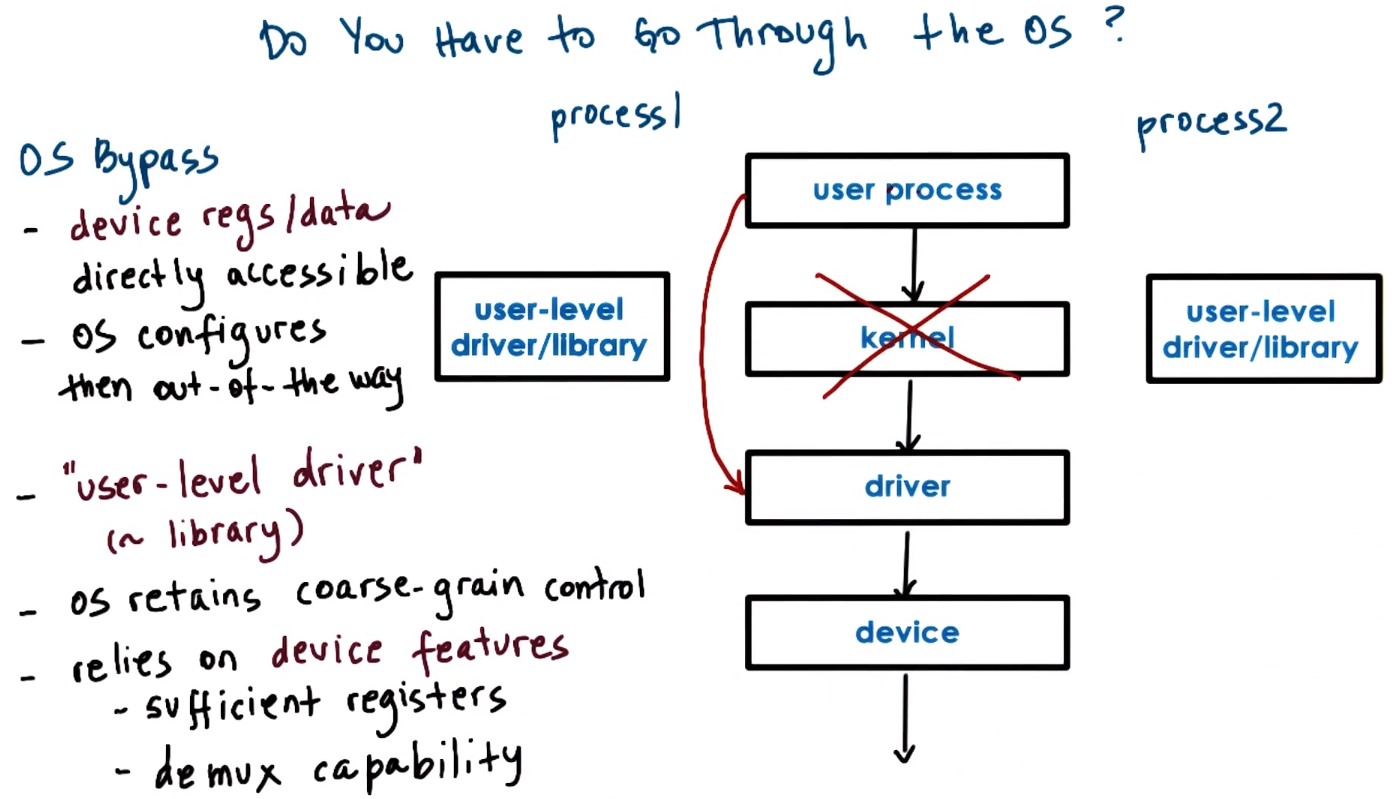 Do You Have to Go Through the OS ?
process1
process2
OS Bypass
- device regs/data
directly accessible
- OS configures
then out-of-the way
- "user-level driver"
(~ library)
- OS retains coarse-grain control
- relies on device features
- sufficient registers
- demux capability
user-level
driver/library
user process
kernel
driver
device
user-level
driver/library